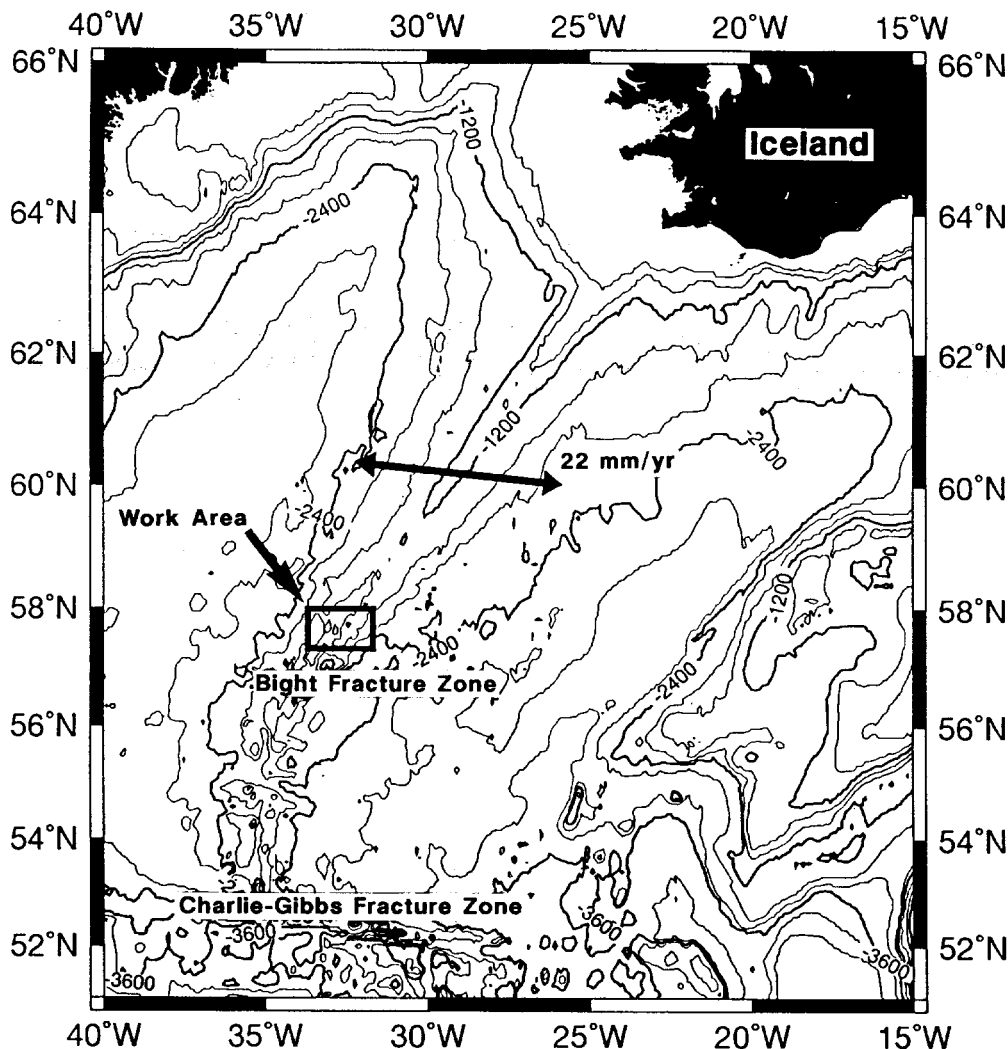 40°W 35°W 30°W 25°W 20°W 15°W
66°N 66°N
-1200
Iceland
64°N 64°N
-2400
62°N 62°N
-1200
-2400
22 mm/yr
60°N 60°N
-2400
Work Area
58°N 58°N
-1200
-2400
-2400
Bight Fracture Zone
56°N 56°N
54°N 54°N
Charlie-Gibbs Fracture Zone
-3600
-3600
52°N 52°N
-3600
-3600
40°W 35°W 30°W 25°W 20°W 15°W